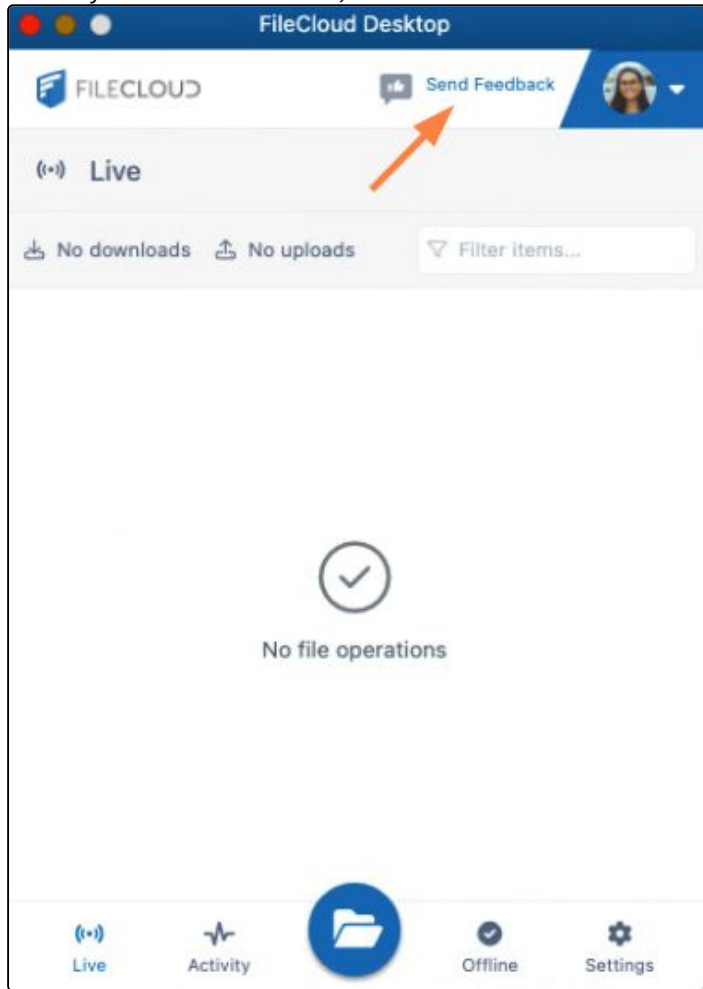 FileCloud Desktop
FILECLOUD
Send Feedback
Live
No downloads
No uploads
Filter items...
No file operations
Live
Activity
Offline
Settings